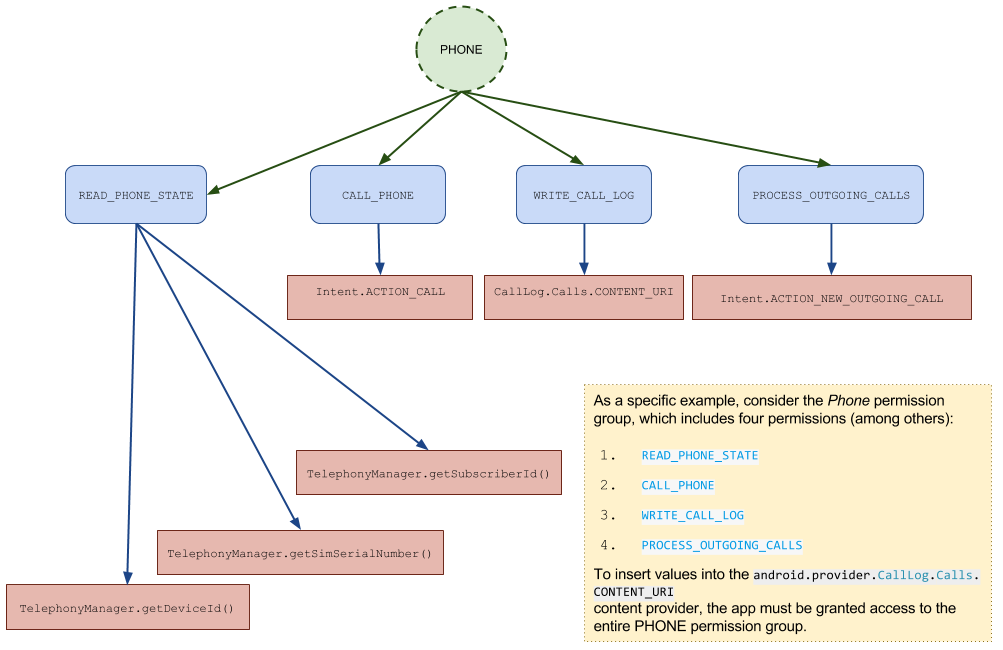 PHONE
READ_PHONE_STATE
CALL_PHONE
WRITE_CALL_LOG
PROCESS_OUTGOING_CALLS
Intent.ACTION_CALL
CallLog.Calls.CONTENT_URI
Intent.ACTION_NEW_OUTGOING_CALL
TelephonyManager.getSubscriberId()
TelephonyManager.getSimSerialNumber()
TelephonyManager.getDeviceId()
As a specific example, consider the Phone permission
group, which includes four permissions (among others):
1. READ_PHONE_STATE
2. CALL_PHONE
3. WRITE_CALL_LOG
4. PROCESS_OUTGOING_CALLS
To insert values into the android.provider.CallLog.Calls.
CONTENT_URI
content provider, the app must be granted access to the
entire PHONE permission group.